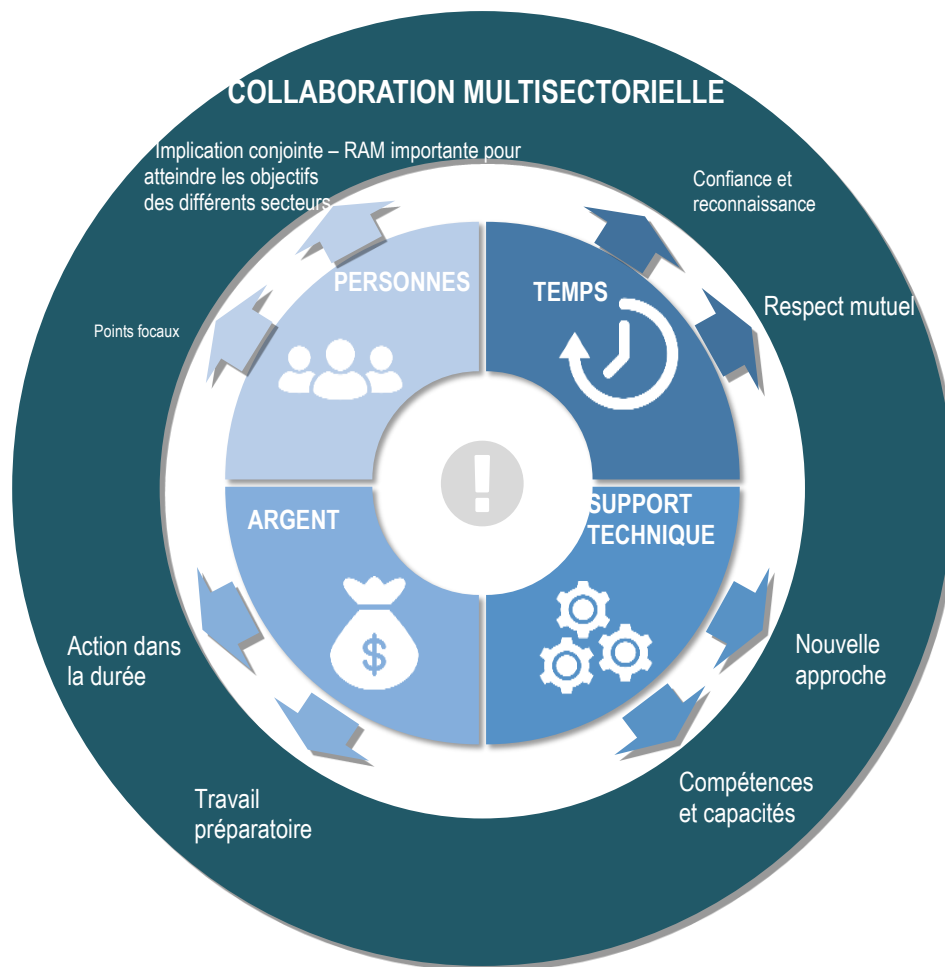 COLLABORATION MULTISECTORIELLE
Implication conjointe – RAM importante pour
atteindre les objectifs
des différents secteurs
Confiance et
reconnaissance
PERSONNES
TEMPS
Respect mutuel
Points focaux
ARGENT
SUPPORT
TECHNIQUE
$
Action dans
la durée
Nouvelle
approche
Travail
préparatoire
Compétences
et capacités